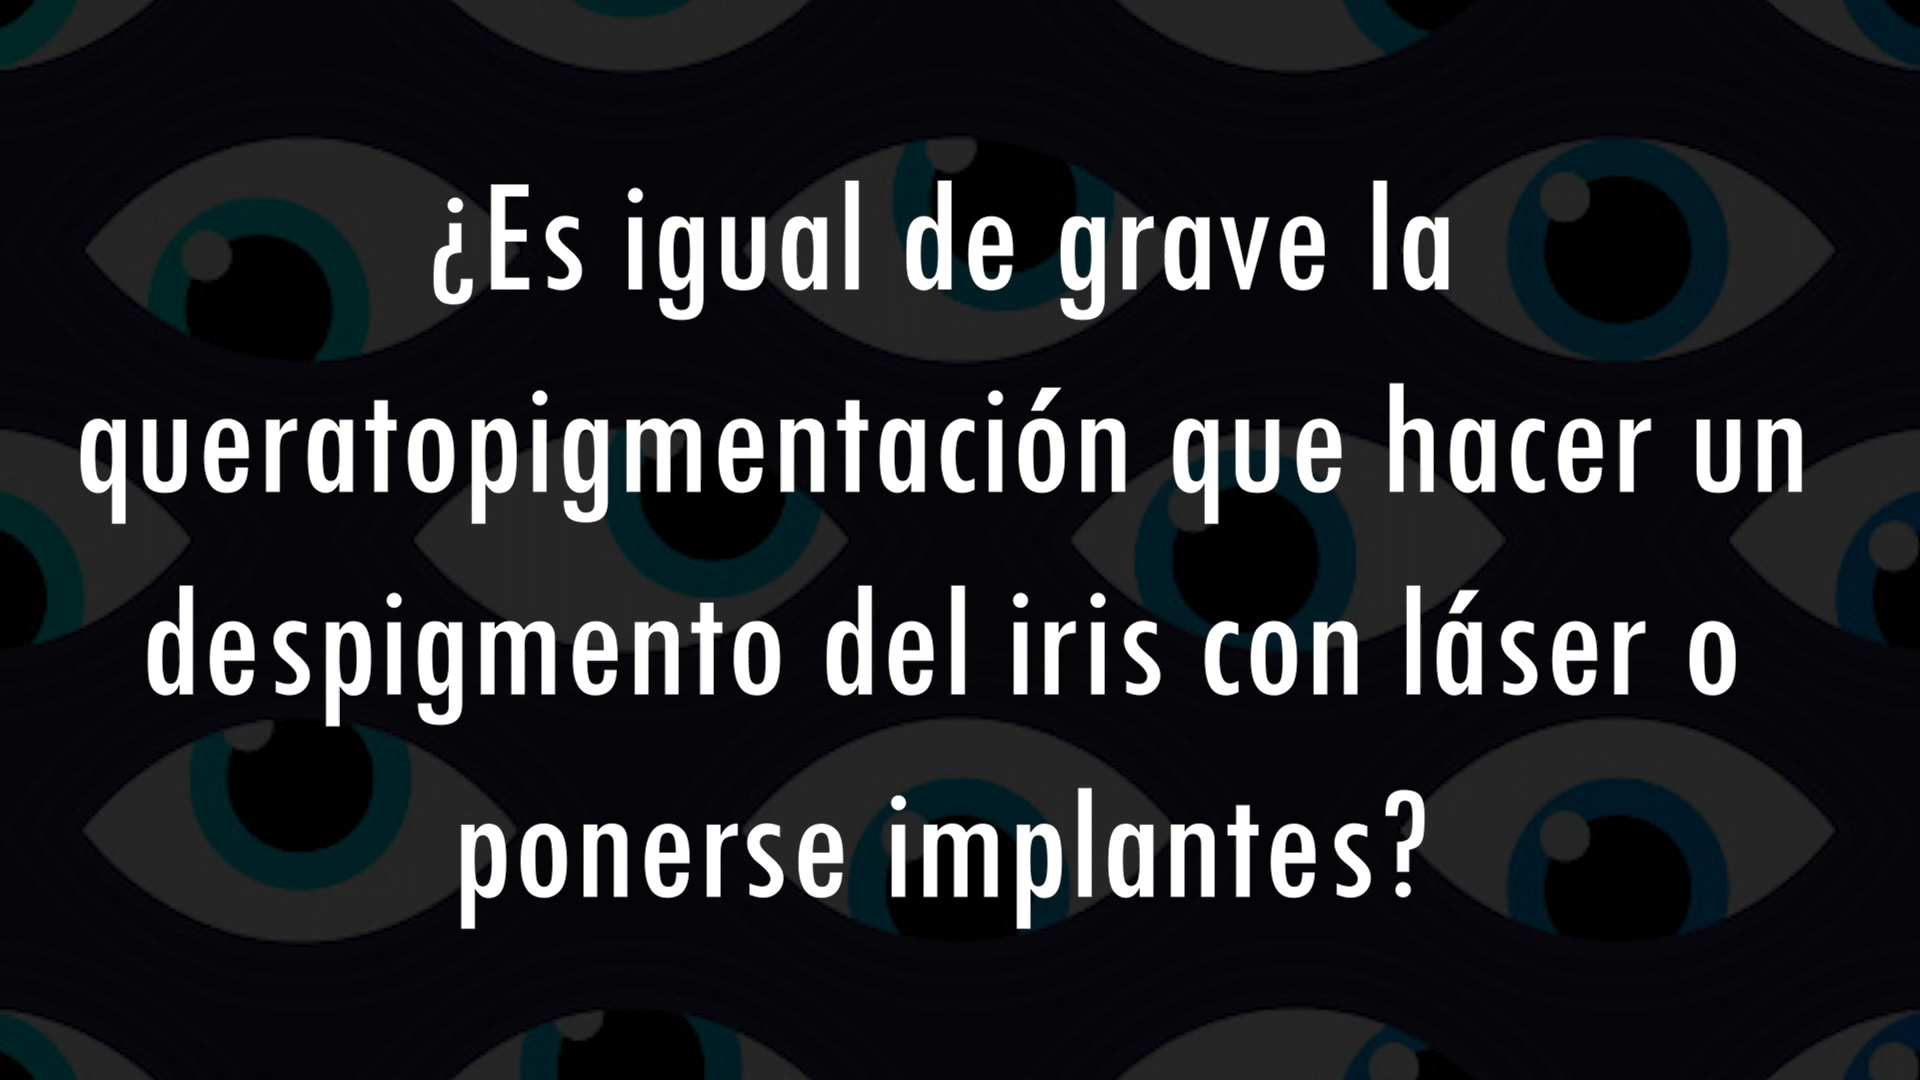 ¿Es igual de grave la
queratopigmentación que hacer un
despigmento del iris con láser o
ponerse implantes?